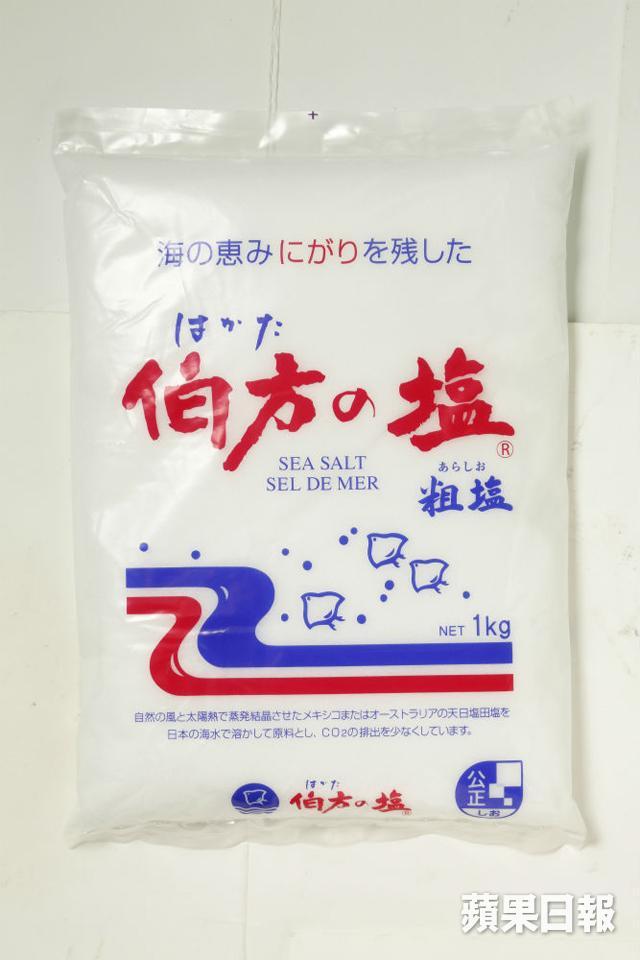 海の恵みにがりを残した
はかた
伯方の塩®
SEA SALT
SEL DE MER
あらしお
粗塩
NET 1kg
自然の風と太陽熱で蒸発結晶させたメキシコまたはオーストラリアの天日塩田塩を
日本の海水で溶かして原料とし、CO2の排出を少なくしています。
はかた
伯方の塩®
公正
しお
蘋果日報